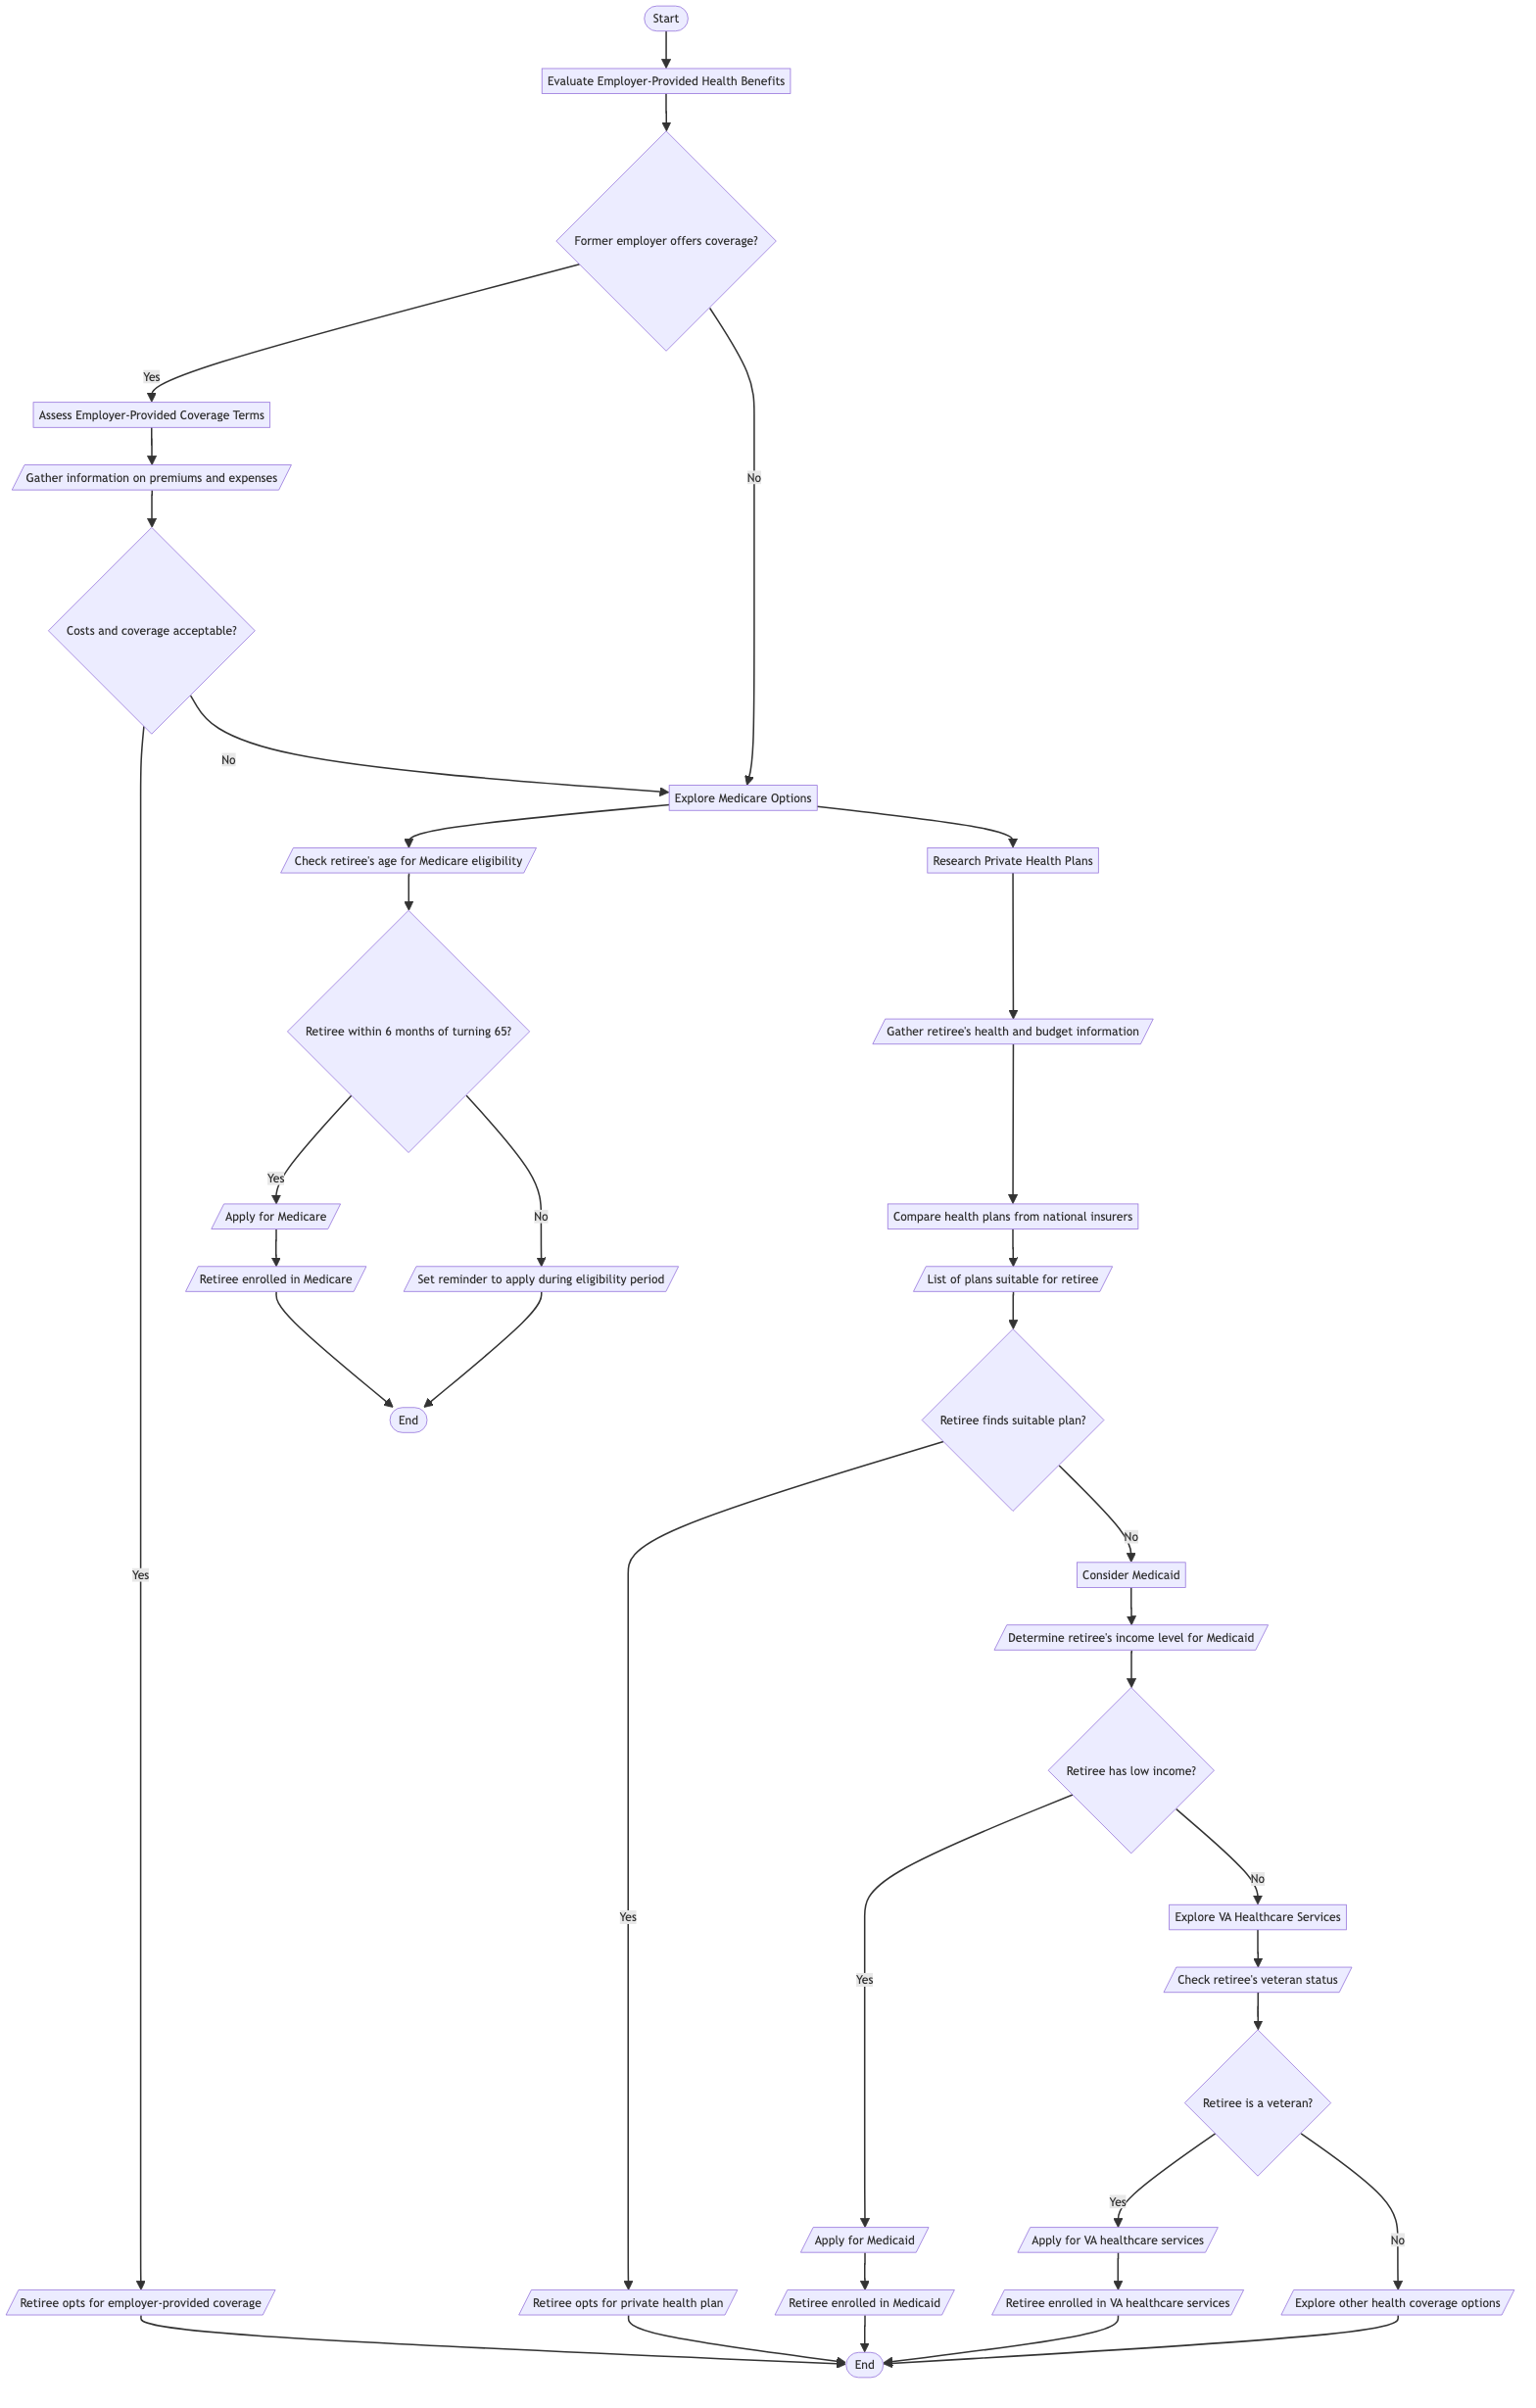 Start
Evaluate Employer-Provided Health Benefits
Former employer offers coverage?
Yes
Assess Employer-Provided Coverage Terms
Gather information on premiums and expenses
No
Costs and coverage acceptable?
No
Explore Medicare Options
Check retiree's age for Medicare eligibility
Research Private Health Plans
Retiree within 6 months of turning 65?
Gather retiree's health and budget information
Yes
Apply for Medicare
No
Compare health plans from national insurers
Retiree enrolled in Medicare
Set reminder to apply during eligibility period
List of plans suitable for retiree
End
Retiree finds suitable plan?
No
Yes
Consider Medicaid
Determine retiree's income level for Medicaid
Retiree has low income?
No
Yes
Explore VA Healthcare Services
Yes
Check retiree's veteran status
Retiree is a veteran?
Yes
Apply for Medicaid
Apply for VA healthcare services
No
Retiree opts for employer-provided coverage
Retiree opts for private health plan
Retiree enrolled in Medicaid
Retiree enrolled in VA healthcare services
Explore other health coverage options
End